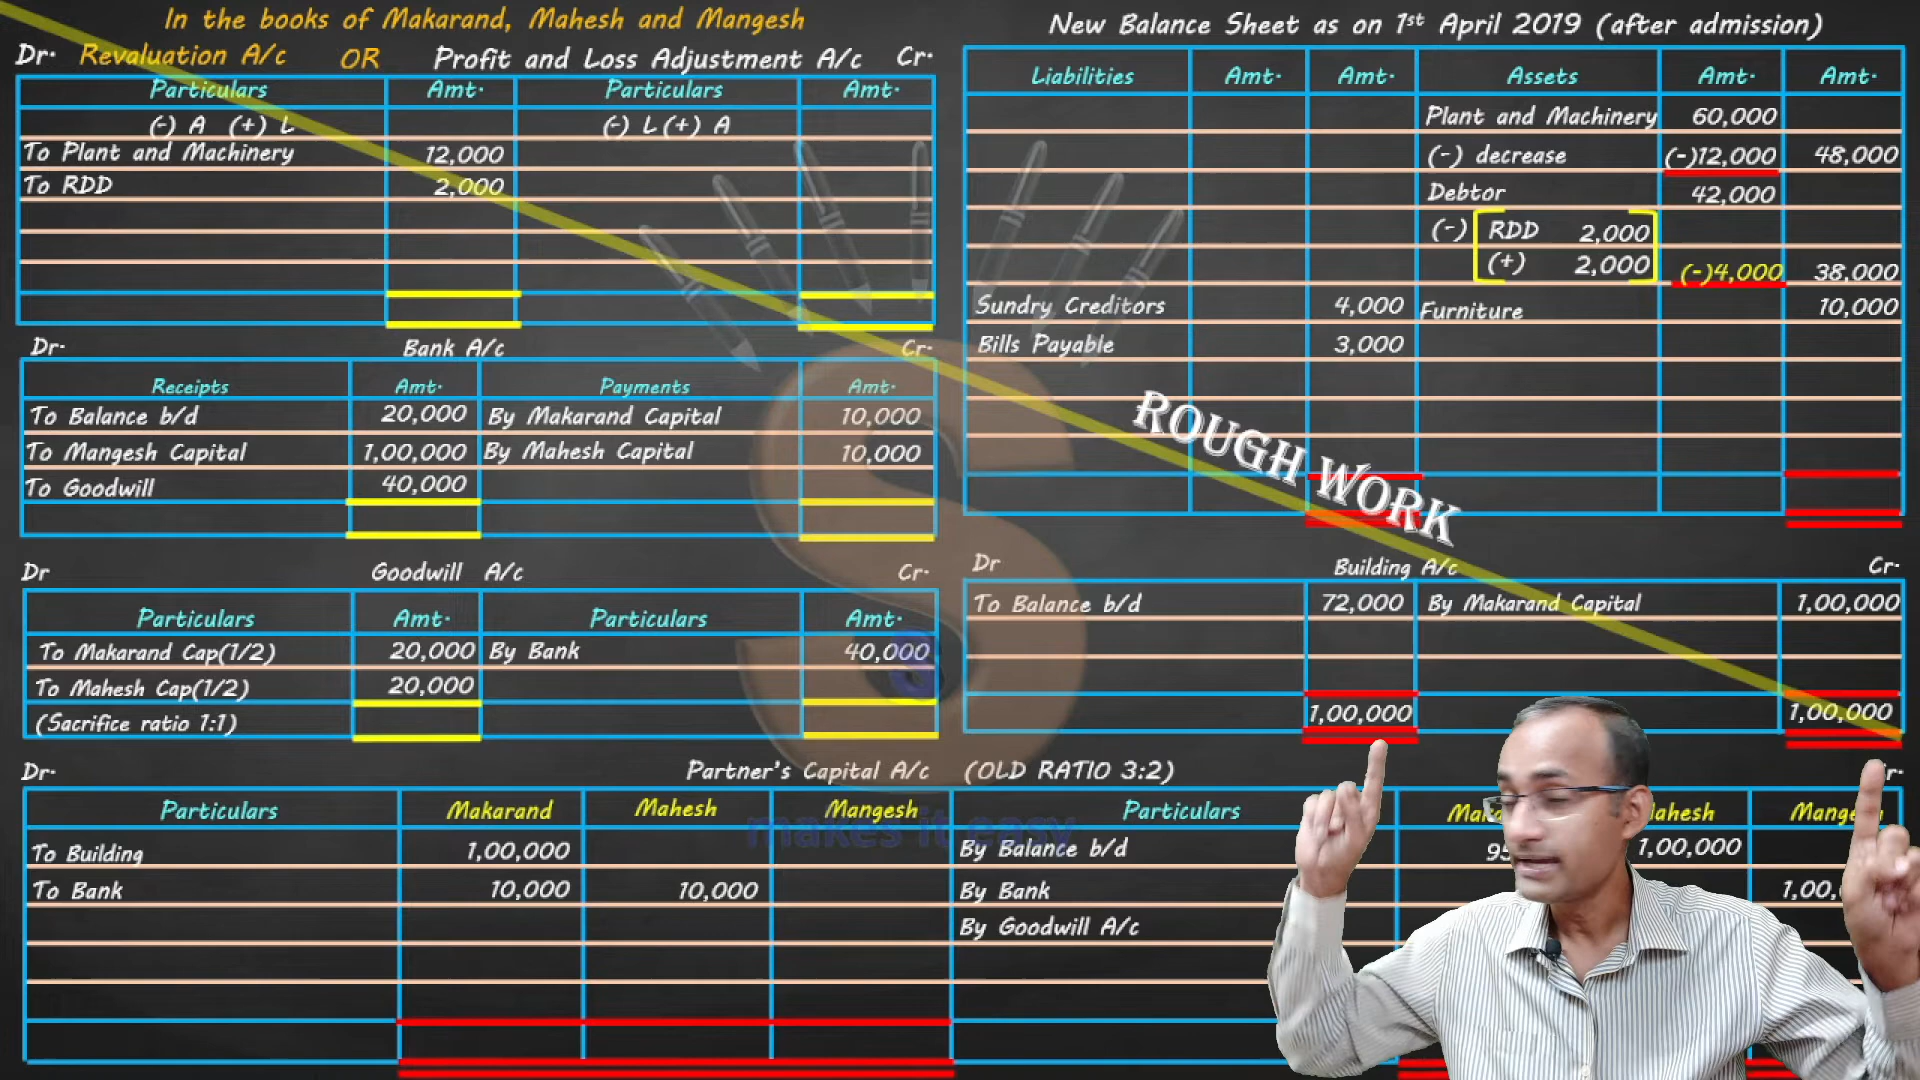 In the books of Makarand, Mahesh and Mangesh
Dr. Revaluation A/c OR Profit and Loss Adjustment A/c Cr.
Particulars Amt. Particulars Amt.
(-) A (+) L (-) L (+) A
To Plant and Machinery 12,000
To RDD 2,000
Dr. Bank A/c Cr.
Receipts Amt. Payments Amt.
To Balance b/d 20,000 By Makarand Capital 10,000
To Mangesh Capital 1,00,000 By Mahesh Capital 10,000
To Goodwill 40,000
Dr Goodwill A/c Cr.
Particulars Amt. Particulars Amt.
To Makarand Cap(1/2) 20,000 By Bank 40,000
To Mahesh Cap(1/2) 20,000
(Sacrifice ratio 1:1)
New Balance Sheet as on 1st April 2019 (after admission)
Liabilities Amt. Amt. Assets Amt. Amt.
Plant and Machinery 60,000
(-) decrease (-)12,000 48,000
Debtor 42,000
(-) RDD 2,000
(+) 2,000 (-)4,000 38,000
Sundry Creditors 4,000 Furniture 10,000
Bills Payable 3,000
ROUGH WORK
Dr Building A/c Cr.
To Balance b/d 72,000 By Makarand Capital 1,00,000
1,00,000 1,00,000
Dr. Partner's Capital A/c (OLD RATIO 3:2)
Particulars Makarand Mahesh Mangesh Particulars
To Building 1,00,000 By Balance b/d 1,00,000
To Bank 10,000 10,000 By Bank
By Goodwill A/c
makes it easy